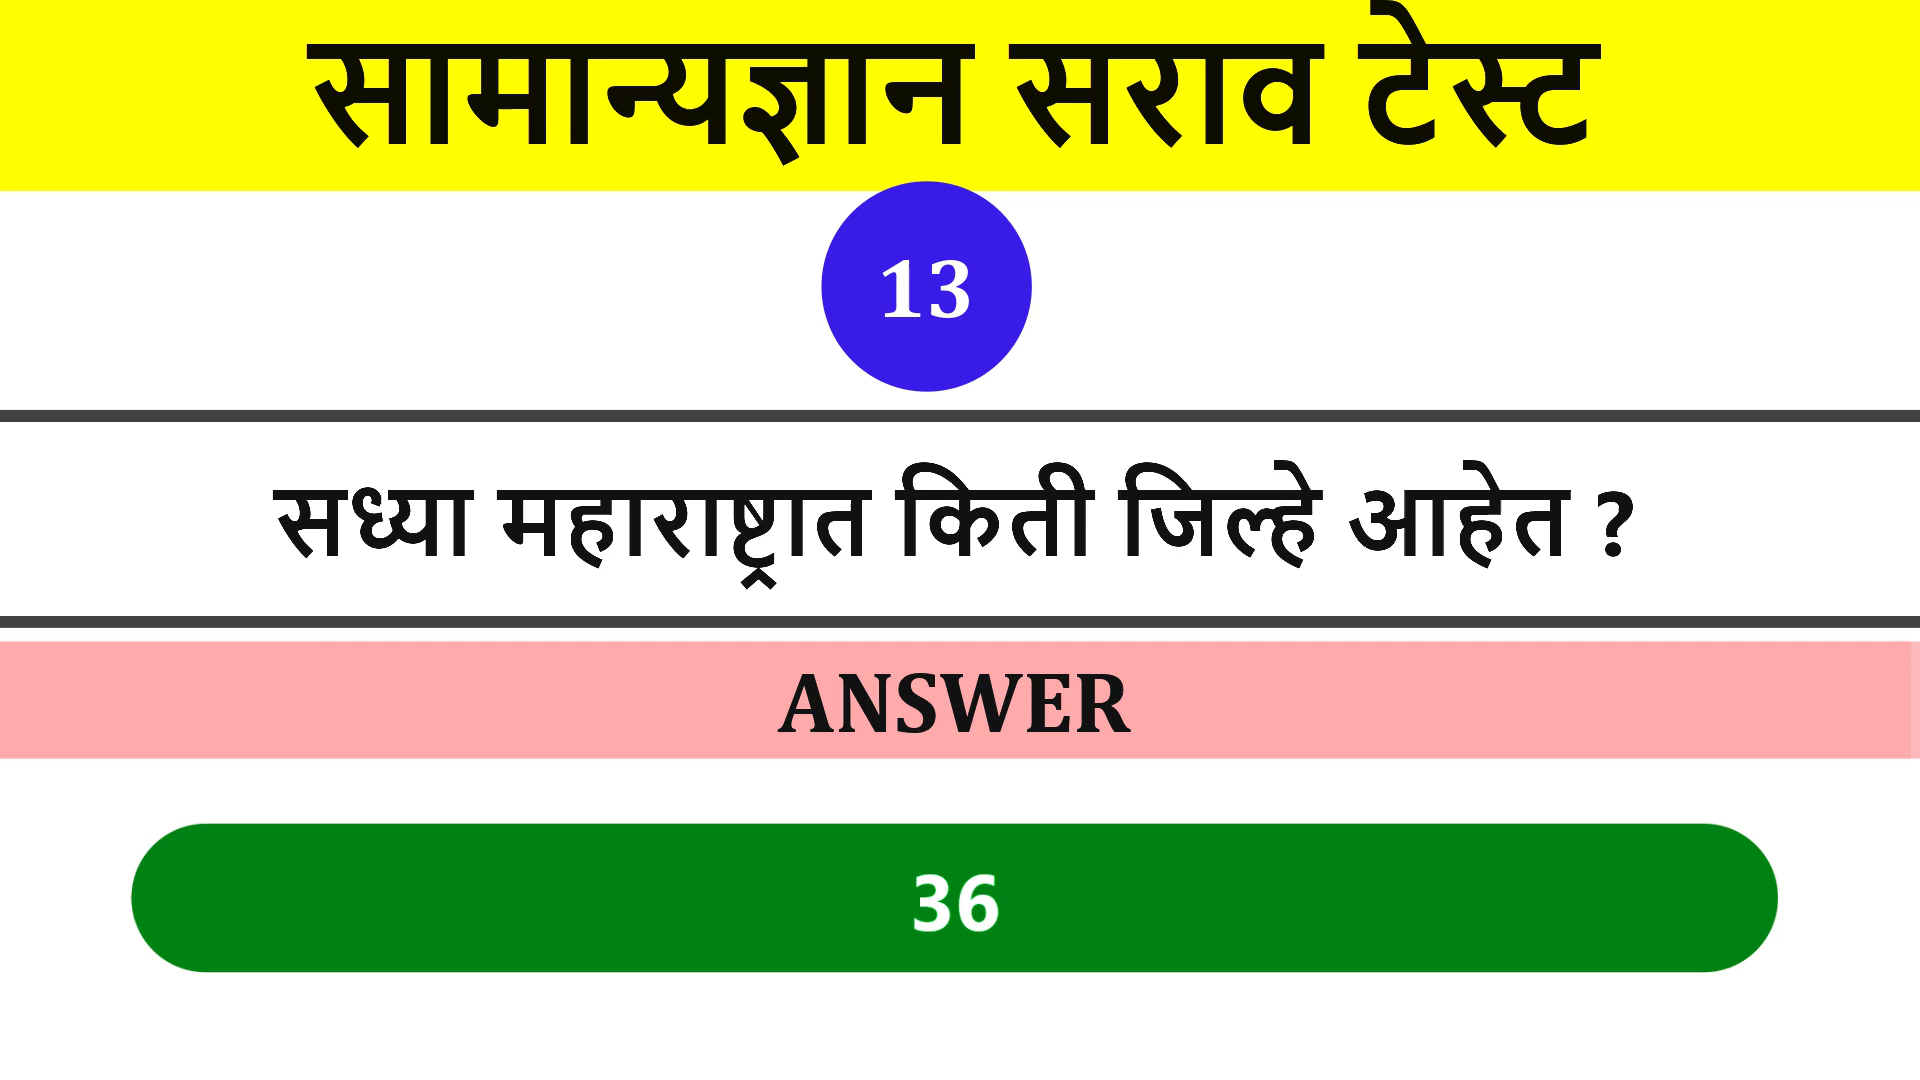 सामान्यज्ञान सराव टेस्ट
13
सध्या महाराष्ट्रात किती जिल्हे आहेत ?
ANSWER
36